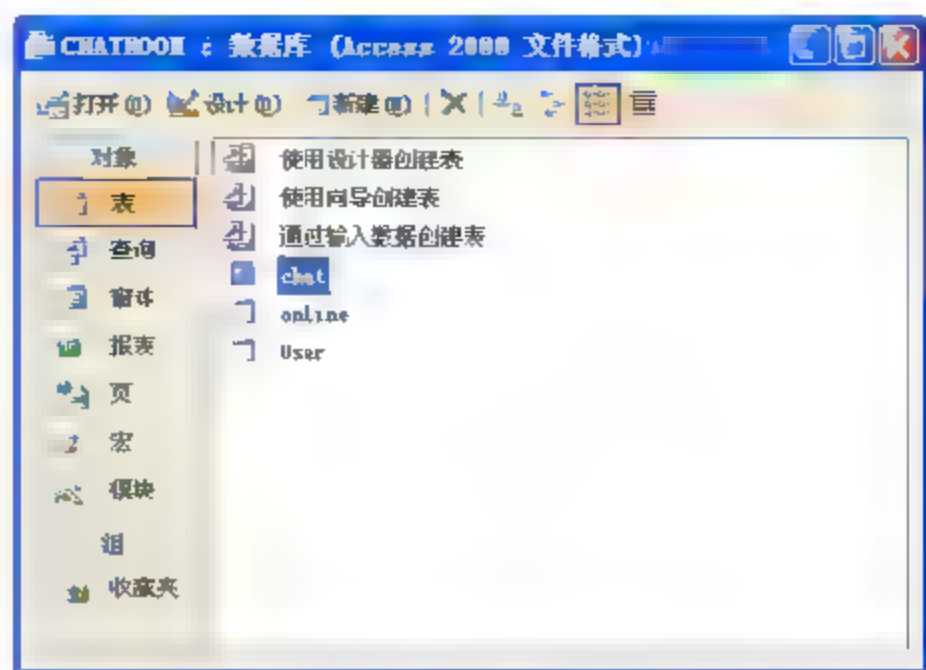 CHATROOM : 数据库 (Access 2000 文件格式)
打开(O) 设计(D) 新建(N)
对象
表
查询
窗体
报表
页
宏
模块
组
收藏夹
使用设计器创建表
使用向导创建表
通过输入数据创建表
chat
online
User